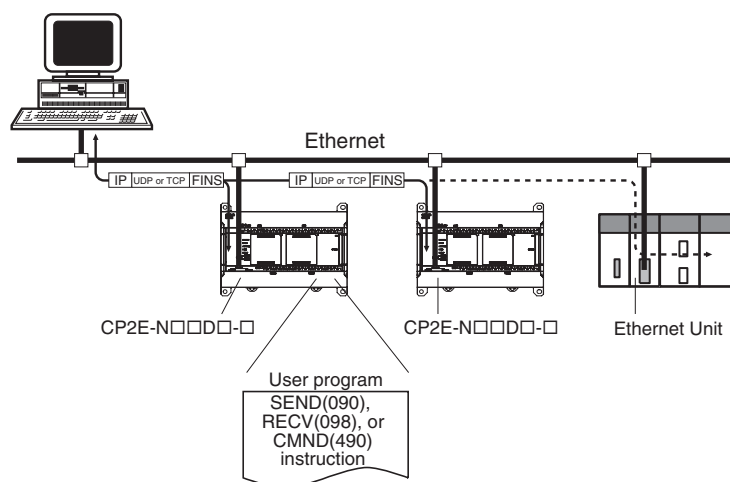 Ethernet
IP UDP or TCP FINS IP UDP or TCP FINS
CP2E-N□□D□-□ CP2E-N□□D□-□ Ethernet Unit
User program
SEND(090),
RECV(098), or
CMND(490)
instruction